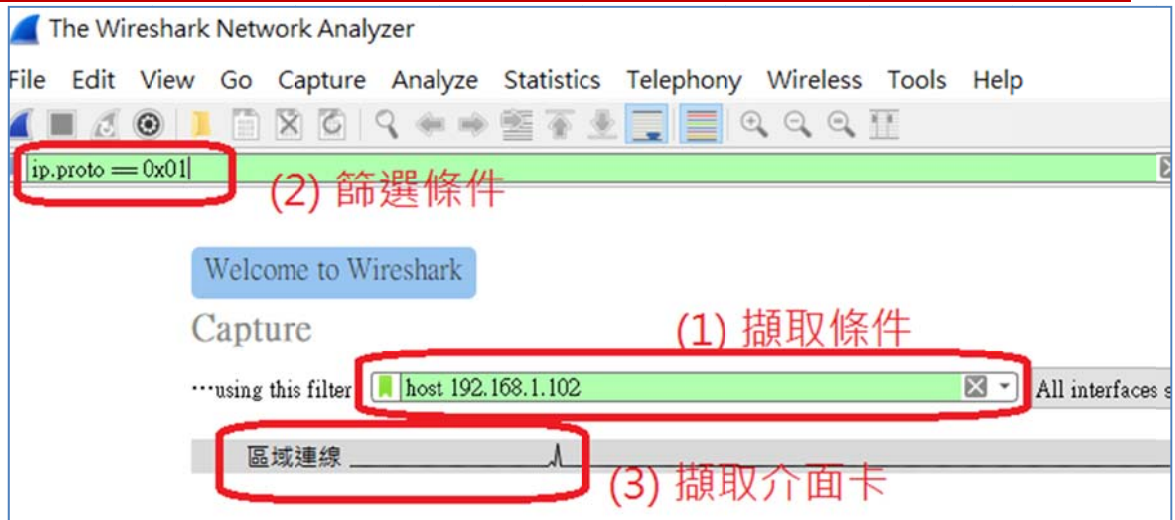 The Wireshark Network Analyzer
File Edit View Go Capture Analyze Statistics Telephony Wireless Tools Help
ip.proto == 0x01
(2) 篩選條件
Welcome to Wireshark
Capture
(1) 擷取條件
…using this filter host 192.168.1.102 All interfaces s
區域連線
(3) 擷取介面卡